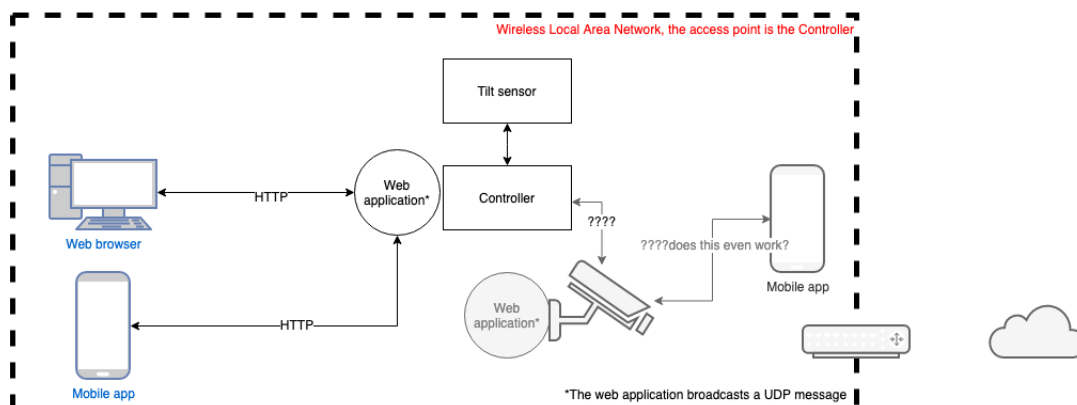 Wireless Local Area Network, the access point is the Controller
Tilt sensor
Web
application*
Controller
HTTP
Web browser
????
????does this even work?
Mobile app
Web
application*
HTTP
Mobile app
*The web application broadcasts a UDP message